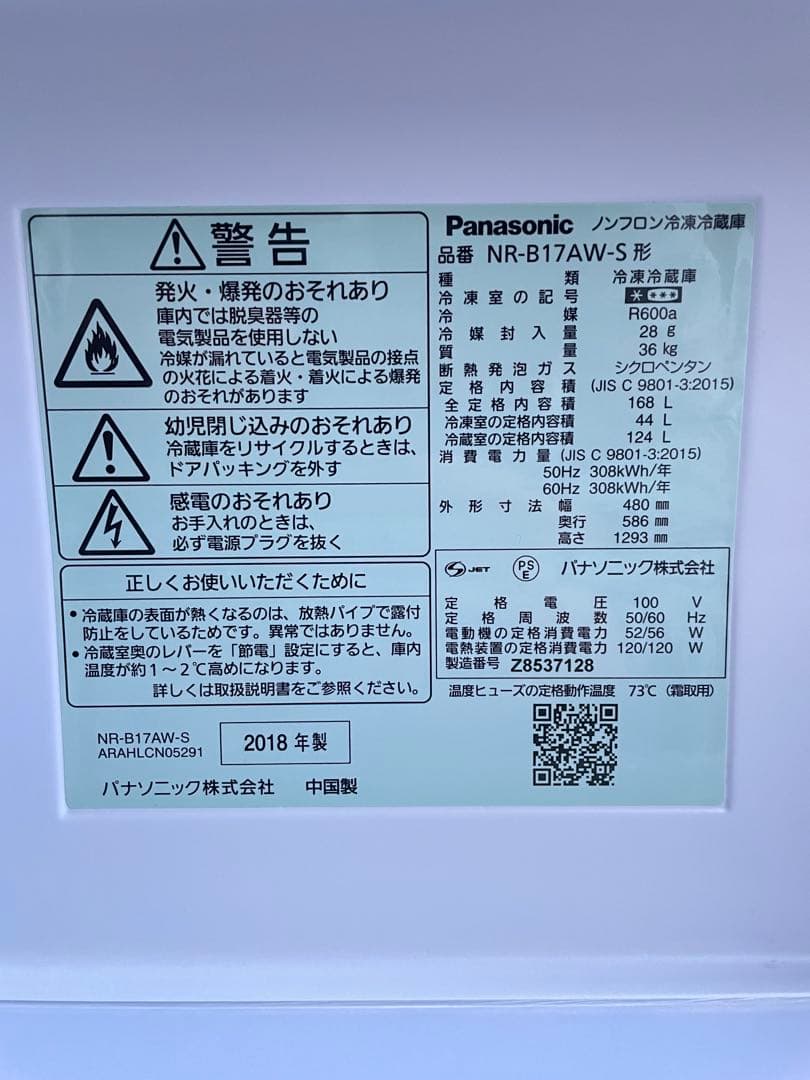 警告
発火・爆発のおそれあり
庫内では脱臭器等の
電気製品を使用しない
冷媒が漏れていると電気製品の接点
の火花による着火・着火による爆発
のおそれがあります
幼児閉じ込みのおそれあり
冷蔵庫をリサイクルするときは、
ドアパッキングを外す
感電のおそれあり
お手入れのときは、
必ず電源プラグを抜く
正しくお使いいただくために
• 冷蔵庫の表面が熱くなるのは、放熱パイプで露付
防止をしているためです。異常ではありません。
• 冷蔵室奥のレバーを「節電」設定にすると、庫内
温度が約1～2℃高めになります。
詳しくは取扱説明書をご参照ください。
NR-B17AW-S
ARAHLCN05291
2018 年製
パナソニック株式会社 中国製
Panasonic ノンフロン冷凍冷蔵庫
品番 NR-B17AW-S 形
種類 冷凍冷蔵庫
冷凍室の記号
冷媒 R600a
冷媒封入量 28 g
質量 36 kg
断熱発泡ガス シクロペンタン
定格内容積 (JIS C 9801-3:2015)
全定格内容積 168 L
冷凍室の定格内容積 44 L
冷蔵室の定格内容積 124 L
消費電力量 (JIS C 9801-3:2015)
50Hz 308kWh/年
60Hz 308kWh/年
外形寸法 幅 480 mm
奥行 586 mm
高さ 1293 mm
S JET PS E パナソニック株式会社
定格電圧 100 V
定格周波数 50/60 Hz
電動機の定格消費電力 52/56 W
電熱装置の定格消費電力 120/120 W
製造番号 Z8537128
温度ヒューズの定格動作温度 73℃ (霜取用)